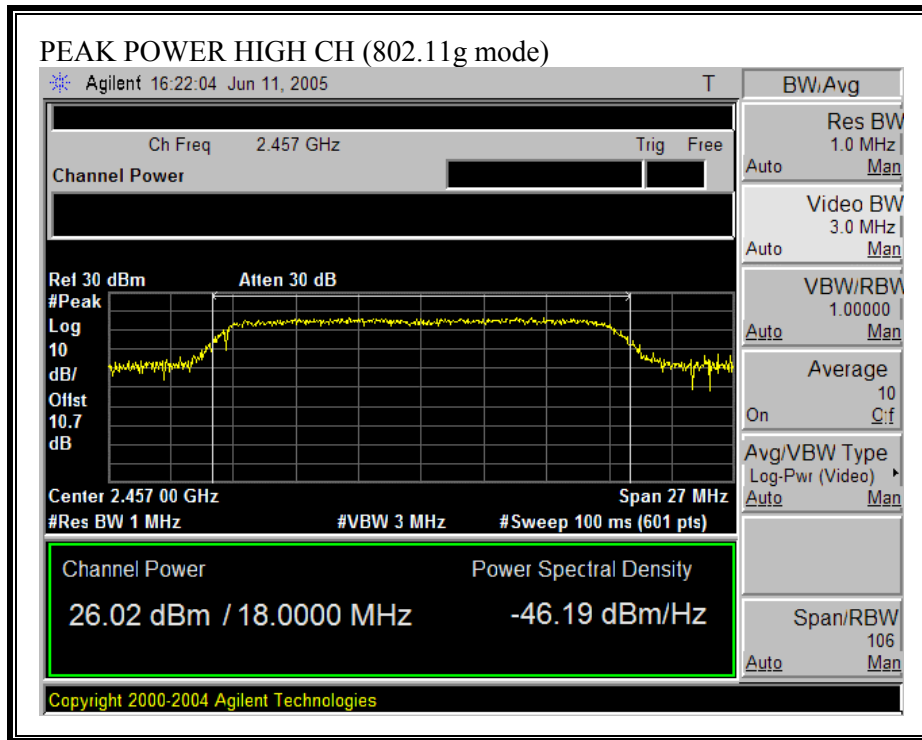 PEAK POWER HIGH CH (802.11g mode)
Agilent 16:22:04 Jun 11, 2005 T
Ch Freq 2.457 GHz Trig Free
Channel Power
Ref 30 dBm Atten 30 dB
#Peak
Log
10
dB/
Offst
10.7
dB
Center 2.457 00 GHz Span 27 MHz
#Res BW 1 MHz #VBW 3 MHz #Sweep 100 ms (601 pts)
Channel Power Power Spectral Density
26.02 dBm / 18.0000 MHz -46.19 dBm/Hz
Copyright 2000-2004 Agilent Technologies
BW/Avg
Res BW
1.0 MHz
Auto Man
Video BW
3.0 MHz
Auto Man
VBW/RBW
1.00000
Auto Man
Average
10
On Off
Avg/VBW Type
Log-Pwr (Video)
Auto Man
Span/RBW
106
Auto Man